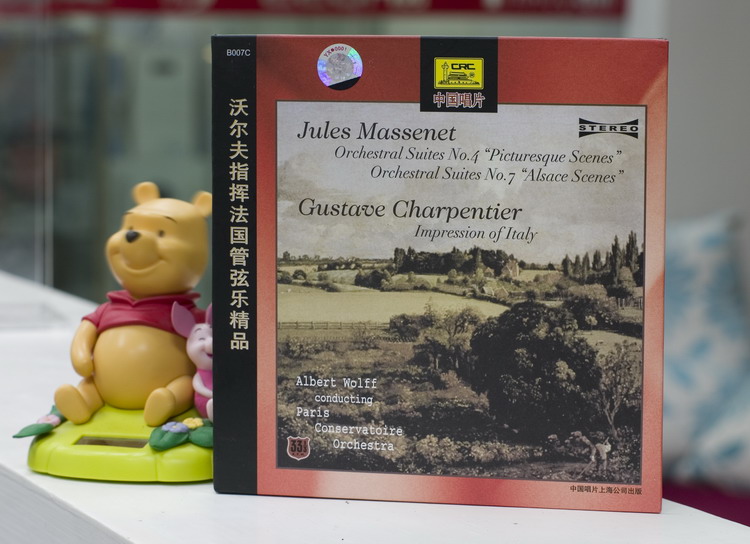 B007C
沃尔夫指挥法国管弦乐精品
CRC
中国唱片
STEREO
Jules Massenet
Orchestral Suites No.4 “Picturesque Scenes”
Orchestral Suites No.7 “Alsace Scenes”
Gustave Charpentier
Impression of Italy
Albert Wolff
conducting
Paris
Conservatoire
Orchestra
331
中国唱片上海公司出版